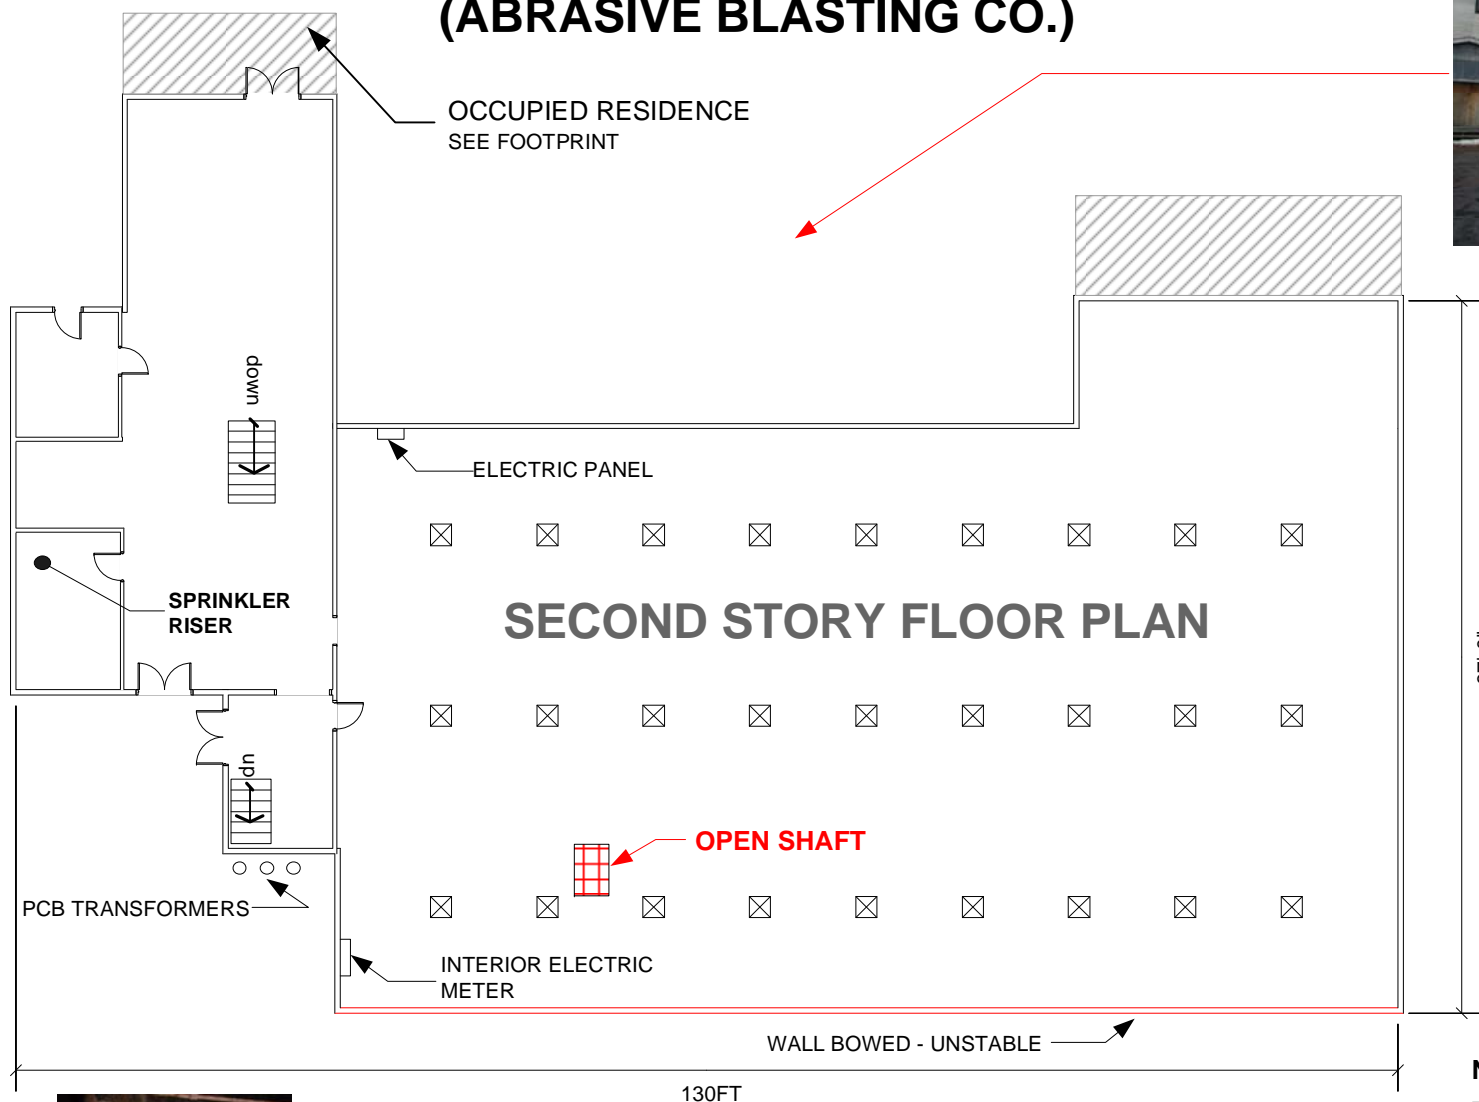 (ABRASIVE BLASTING CO.)
OCCUPIED RESIDENCE
SEE FOOTPRINT
down
ELECTRIC PANEL
SPRINKLER
RISER
SECOND STORY FLOOR PLAN
up
OPEN SHAFT
PCB TRANSFORMERS
INTERIOR ELECTRIC
METER
WALL BOWED - UNSTABLE
130FT